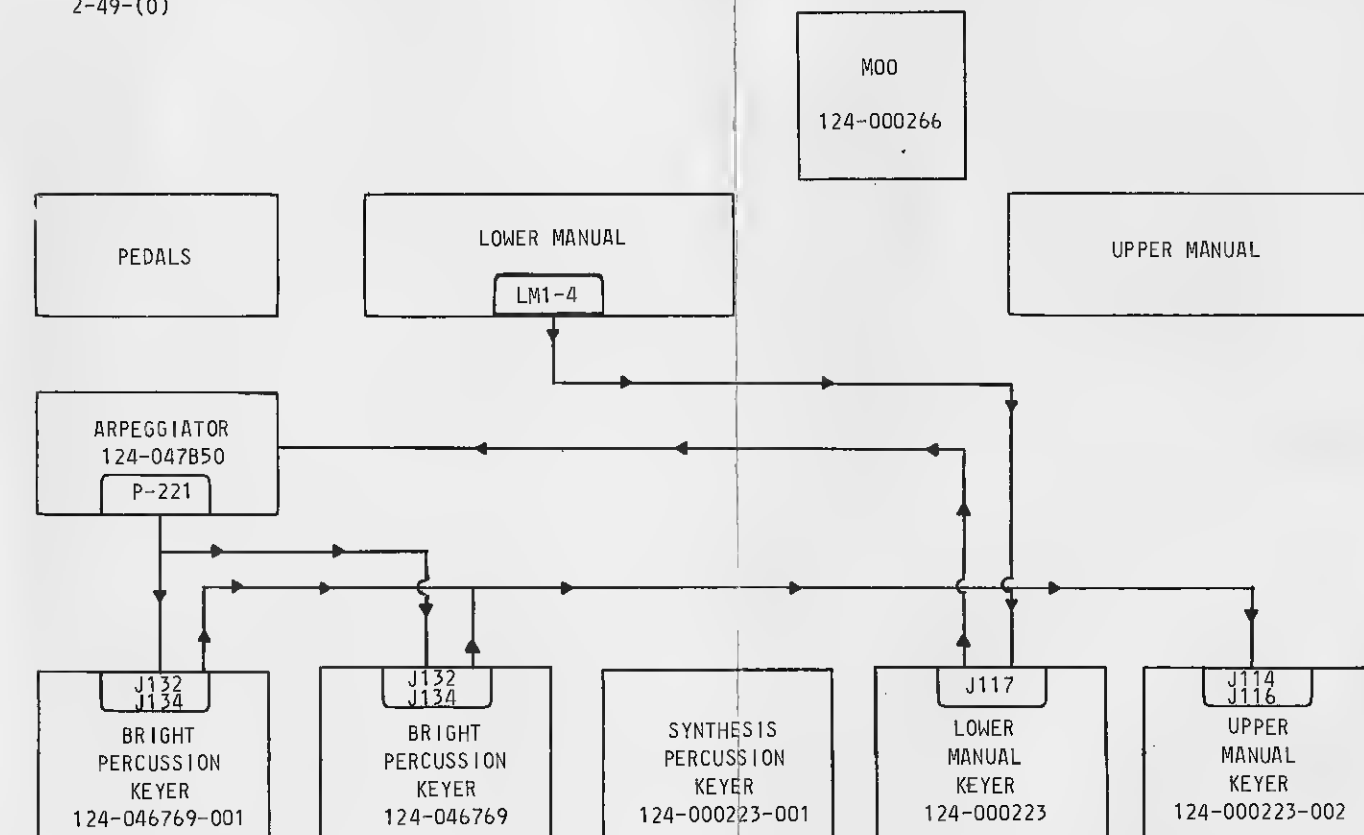 2-49-(0)
MOO
124-000266
PEDALS
LOWER MANUAL
LM1-4
UPPER MANUAL
ARPEGGIATOR
124-047B50
P-221
J132
J134
BRIGHT
PERCUSSION
KEYER
124-046769-001
J132
J134
BRIGHT
PERCUSSION
KEYER
124-046769
SYNTHESIS
PERCUSSION
KEYER
124-000223-001
J117
LOWER
MANUAL
KEYER
124-000223
J114
J116
UPPER
MANUAL
KEYER
124-000223-002